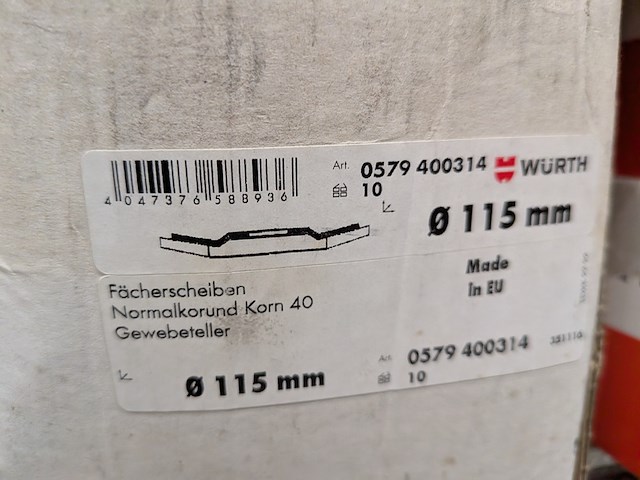 Art. 0579 400314 WÜRTH
10
4 047376 588936
Ø 115 mm
Made
In EU
Fächerscheiben
Normalkorund Korn 40
Gewebeteller
Art. 0579 400314
10
Ø 115 mm